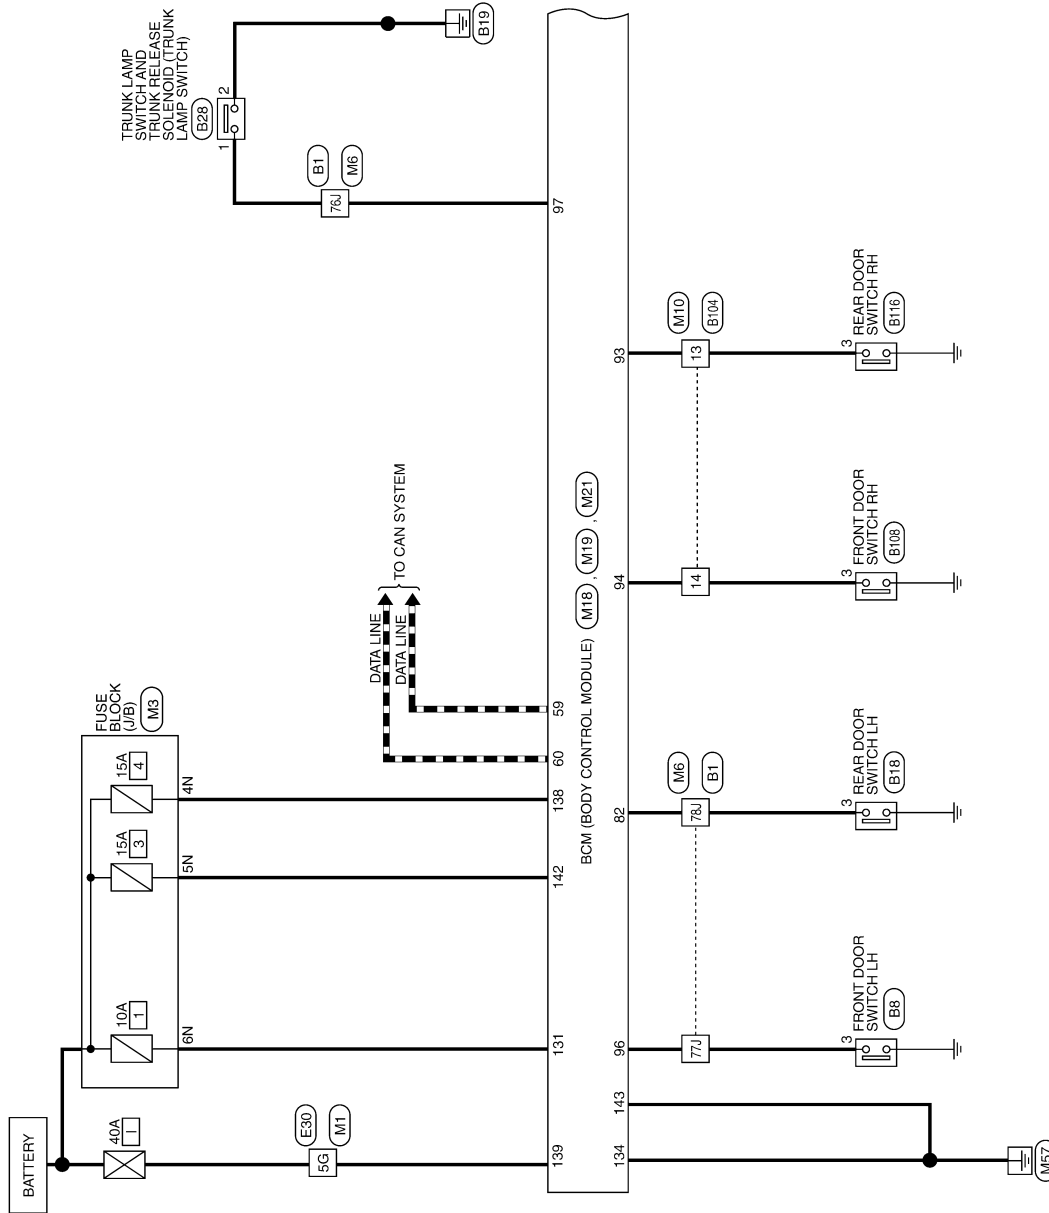 BATTERY
40A
I
E30
5G
M1
139
10A
1
6N
131
15A
3
5N
142
15A
4
4N
138
FUSE
BLOCK
(J/B)
M3
DATA LINE
DATA LINE
TO CAN SYSTEM
60
59
TRUNK LAMP
SWITCH AND
TRUNK RELEASE
SOLENOID (TRUNK
LAMP SWITCH)
B28
1
2
B19
B1
76J
M6
97
BCM (BODY CONTROL MODULE) M18 , M19 , M21
134
143
M57
96
77J
3
FRONT DOOR
SWITCH LH
B8
82
M6
78J
B1
3
REAR DOOR
SWITCH LH
B18
94
14
3
FRONT DOOR
SWITCH RH
B108
93
M10
13
B104
3
REAR DOOR
SWITCH RH
B116